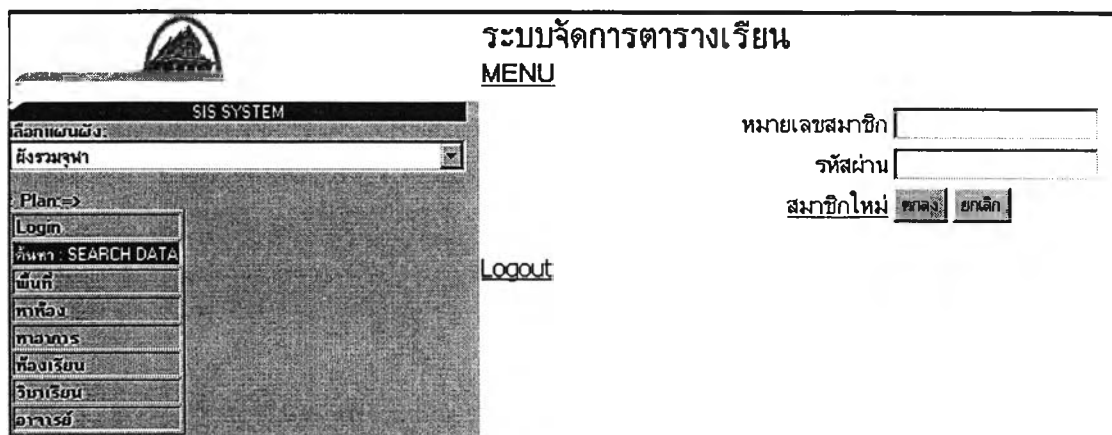 ระบบจัดการตารางเรียน
MENU
SIS SYSTEM
เลือกแผนผัง:
ผังรวมจุฬา
Plan:=>
Login
ค้นหา : SEARCH DATA
พื้นที่
หาห้อง
หาอาคาร
ห้องเรียน
วิชาเรียน
อาจารย์
หมายเลขสมาชิก
รหัสผ่าน
สมาชิกใหม่ ตกลง ยกเลิก
Logout